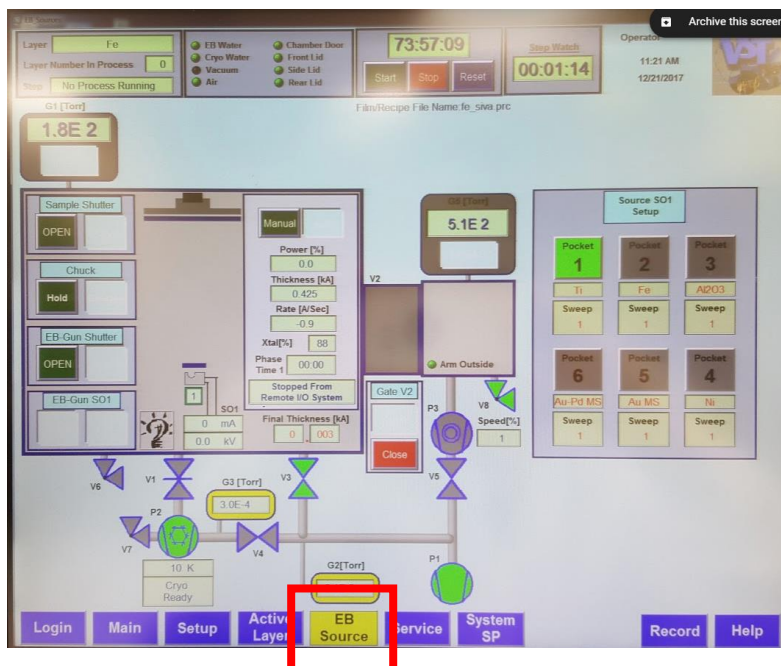 EB_Sources
Archive this screen
Layer Fe
Layer Number In Process 0
Step No Process Running
EB Water
Cryo Water
Vacuum
Air
Chamber Door
Front Lid
Side Lid
Rear Lid
73:57:09
Start Stop Reset
Stop Watch
00:01:14
Operator
11:21 AM
12/21/2017
Film/Recipe File Name:fe_siva.prc
G1 [Torr]
1.8E 2
Sample Shutter
OPEN
Chuck
Hold
EB-Gun Shutter
OPEN
EB-Gun SO1
Manual
Power [%]
0.0
Thickness [kA]
0.425
Rate [A/Sec]
-0.9
Xtal[%] 88
Phase
Time 1 00:00
Stopped From
Remote I/O System
Final Thickness [kA]
0 . 003
1
SO1
0 mA
0.0 kV
V2
[Torr]
5.1E 2
Arm Outside
Gate V2
Close
P3
V8
Speed[%]
1
V5
Source SO1
Setup
Pocket Pocket Pocket
1 2 3
Ti Fe Al2O3
Sweep Sweep Sweep
1 1 1
Pocket Pocket Pocket
6 5 4
Au-Pd MS Au MS Ni
Sweep Sweep Sweep
1 1 1
V6
V1
V3
G3 [Torr]
3.0E-4
P2
V7
V4
10 K
Cryo
Ready
G2[Torr]
P1
Login Main Setup Active Layer EB Source Service System SP Record Help